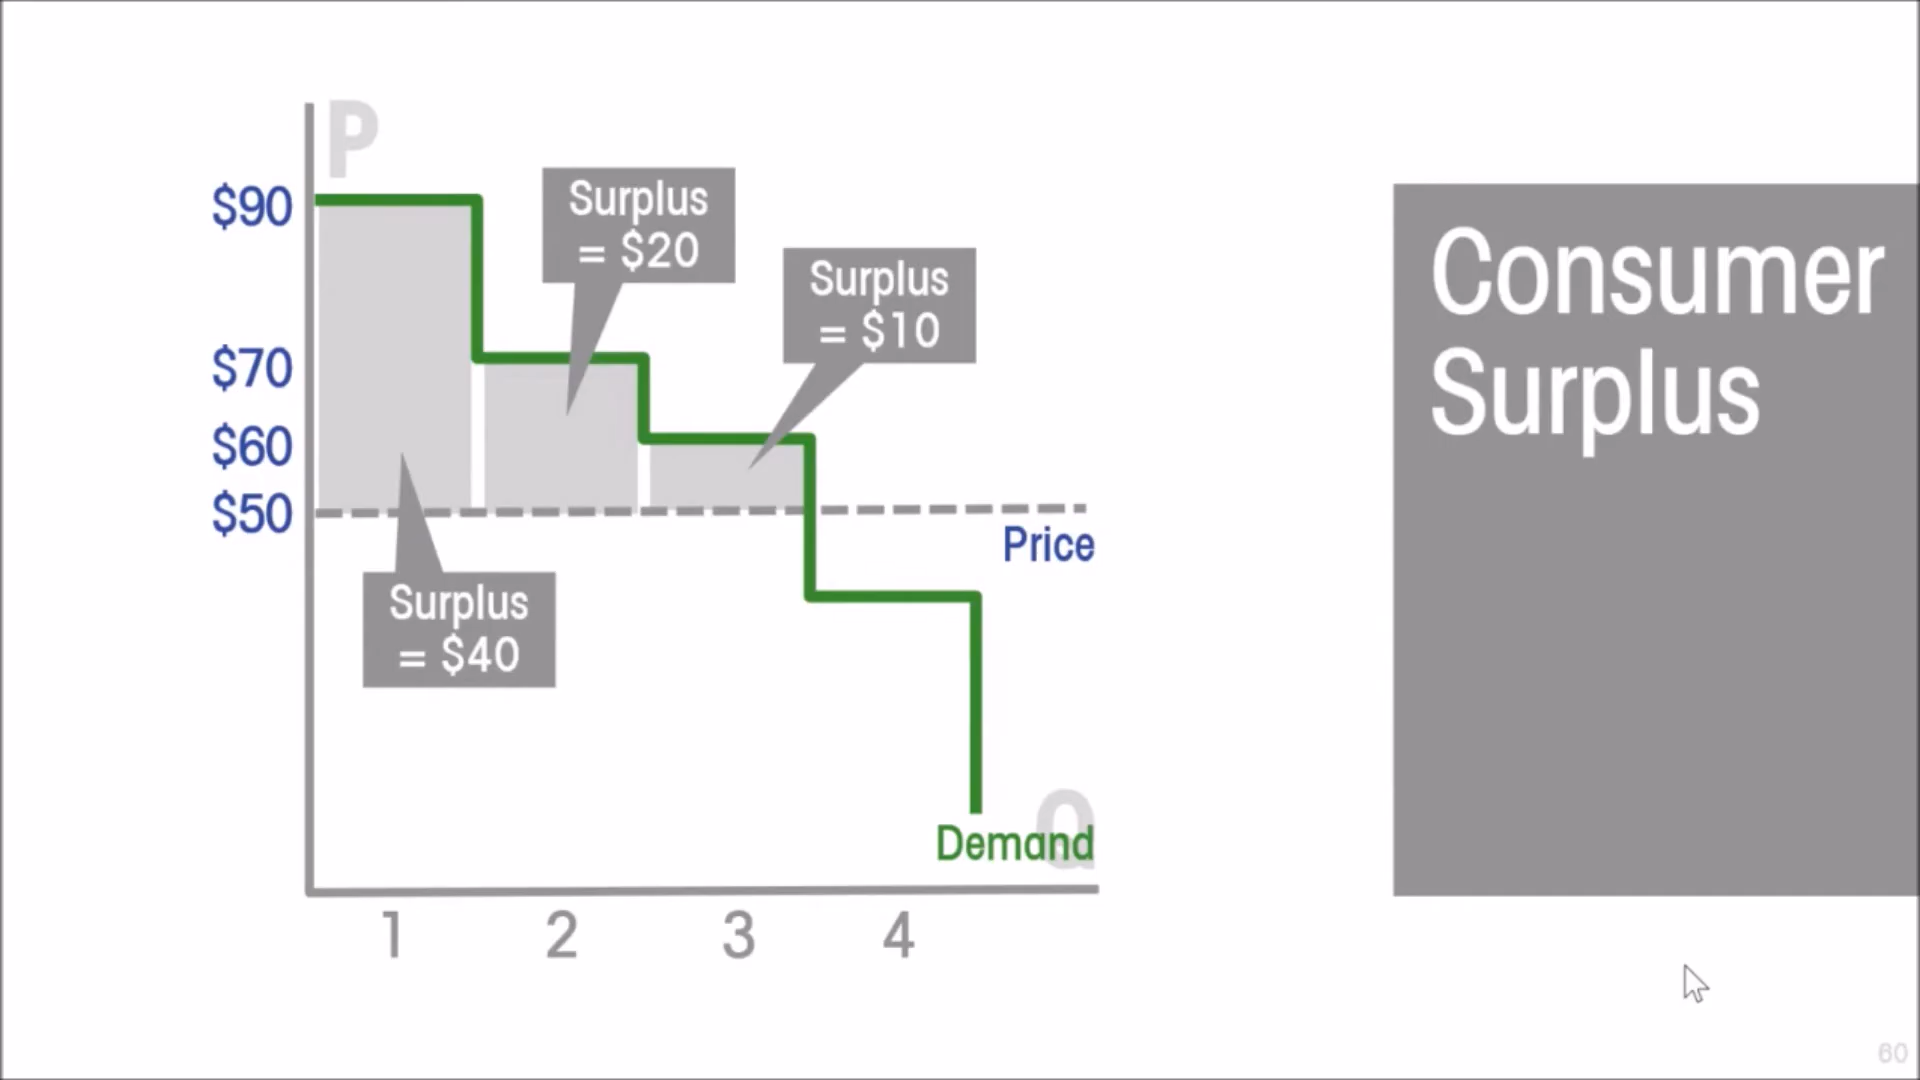 P
$90
$70
$60
$50
Surplus
= $20
Surplus
= $10
Surplus
= $40
Price
Q
Demand
1 2 3 4
Consumer
Surplus
60